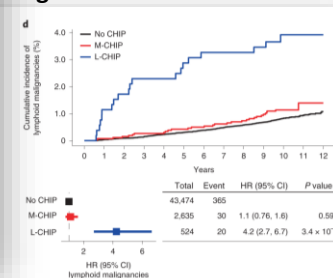 d
No CHIP
M-CHIP
L-CHIP
Cumulative incidence of
lymphoid malignancies (%)
4.0
3.0
2.0
1.0
0
0 1 2 3 4 5 6 7 8 9 10 11 12
Years
Total Event HR (95% CI) P value
No CHIP 43,474 365
M-CHIP 2,635 30 1.1 (0.76, 1.6) 0.59
L-CHIP 524 20 4.2 (2.7, 6.7) 3.4 × 10
2 4 6
HR (95% CI)
lymphoid malignancies